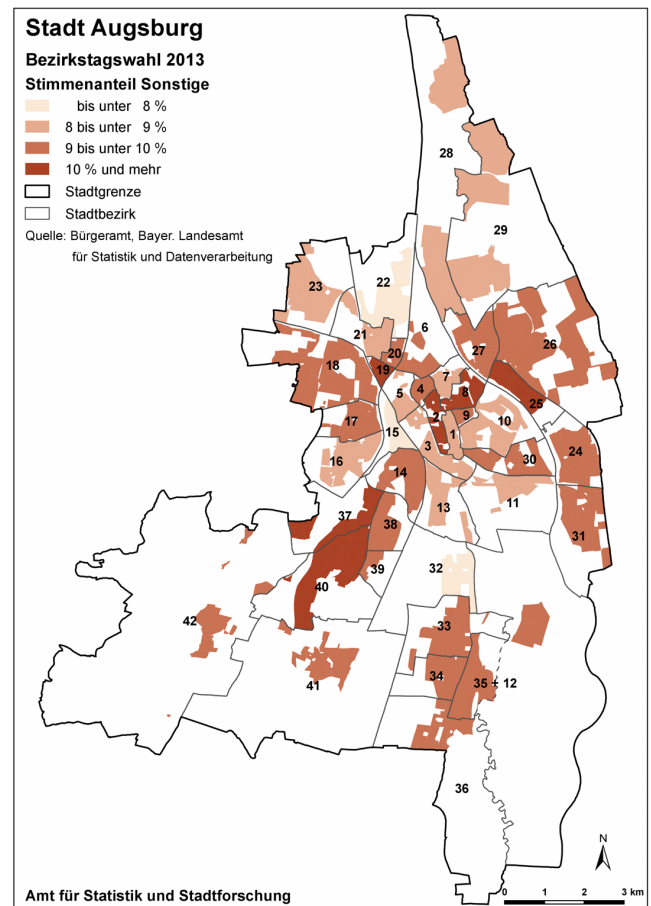 Stadt Augsburg
Bezirkstagswahl 2013
Stimmenanteil Sonstige
bis unter 8 %
8 bis unter 9 %
9 bis unter 10 %
10 % und mehr
Stadtgrenze
Stadtbezirk
Quelle: Bürgeramt, Bayer. Landesamt
für Statistik und Datenverarbeitung
28
29
23
22
21
6
20
27
26
18
19
7
5
4
8
25
2
9
10
17
15
1
3
16
30
24
14
11
13
37
38
31
39
32
40
42
33
41
34
35 + 12
36
N
Amt für Statistik und Stadtforschung
0 1 2 3 km